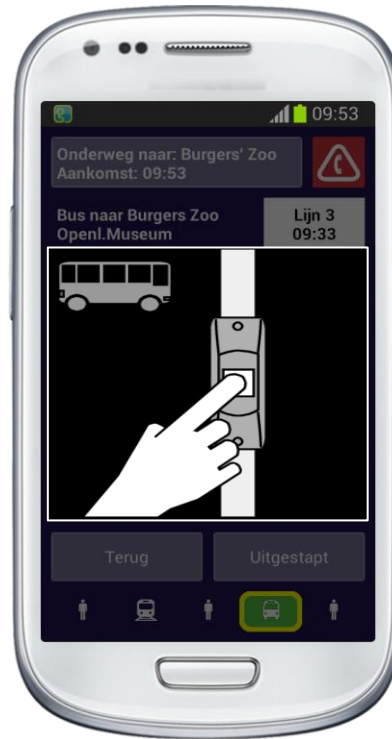 09:53
Onderweg naar: Burgers' Zoo
Aankomst: 09:53
Bus naar Burgers Zoo
Openl.Museum
Lijn 3
09:33
Terug
Uitgestapt